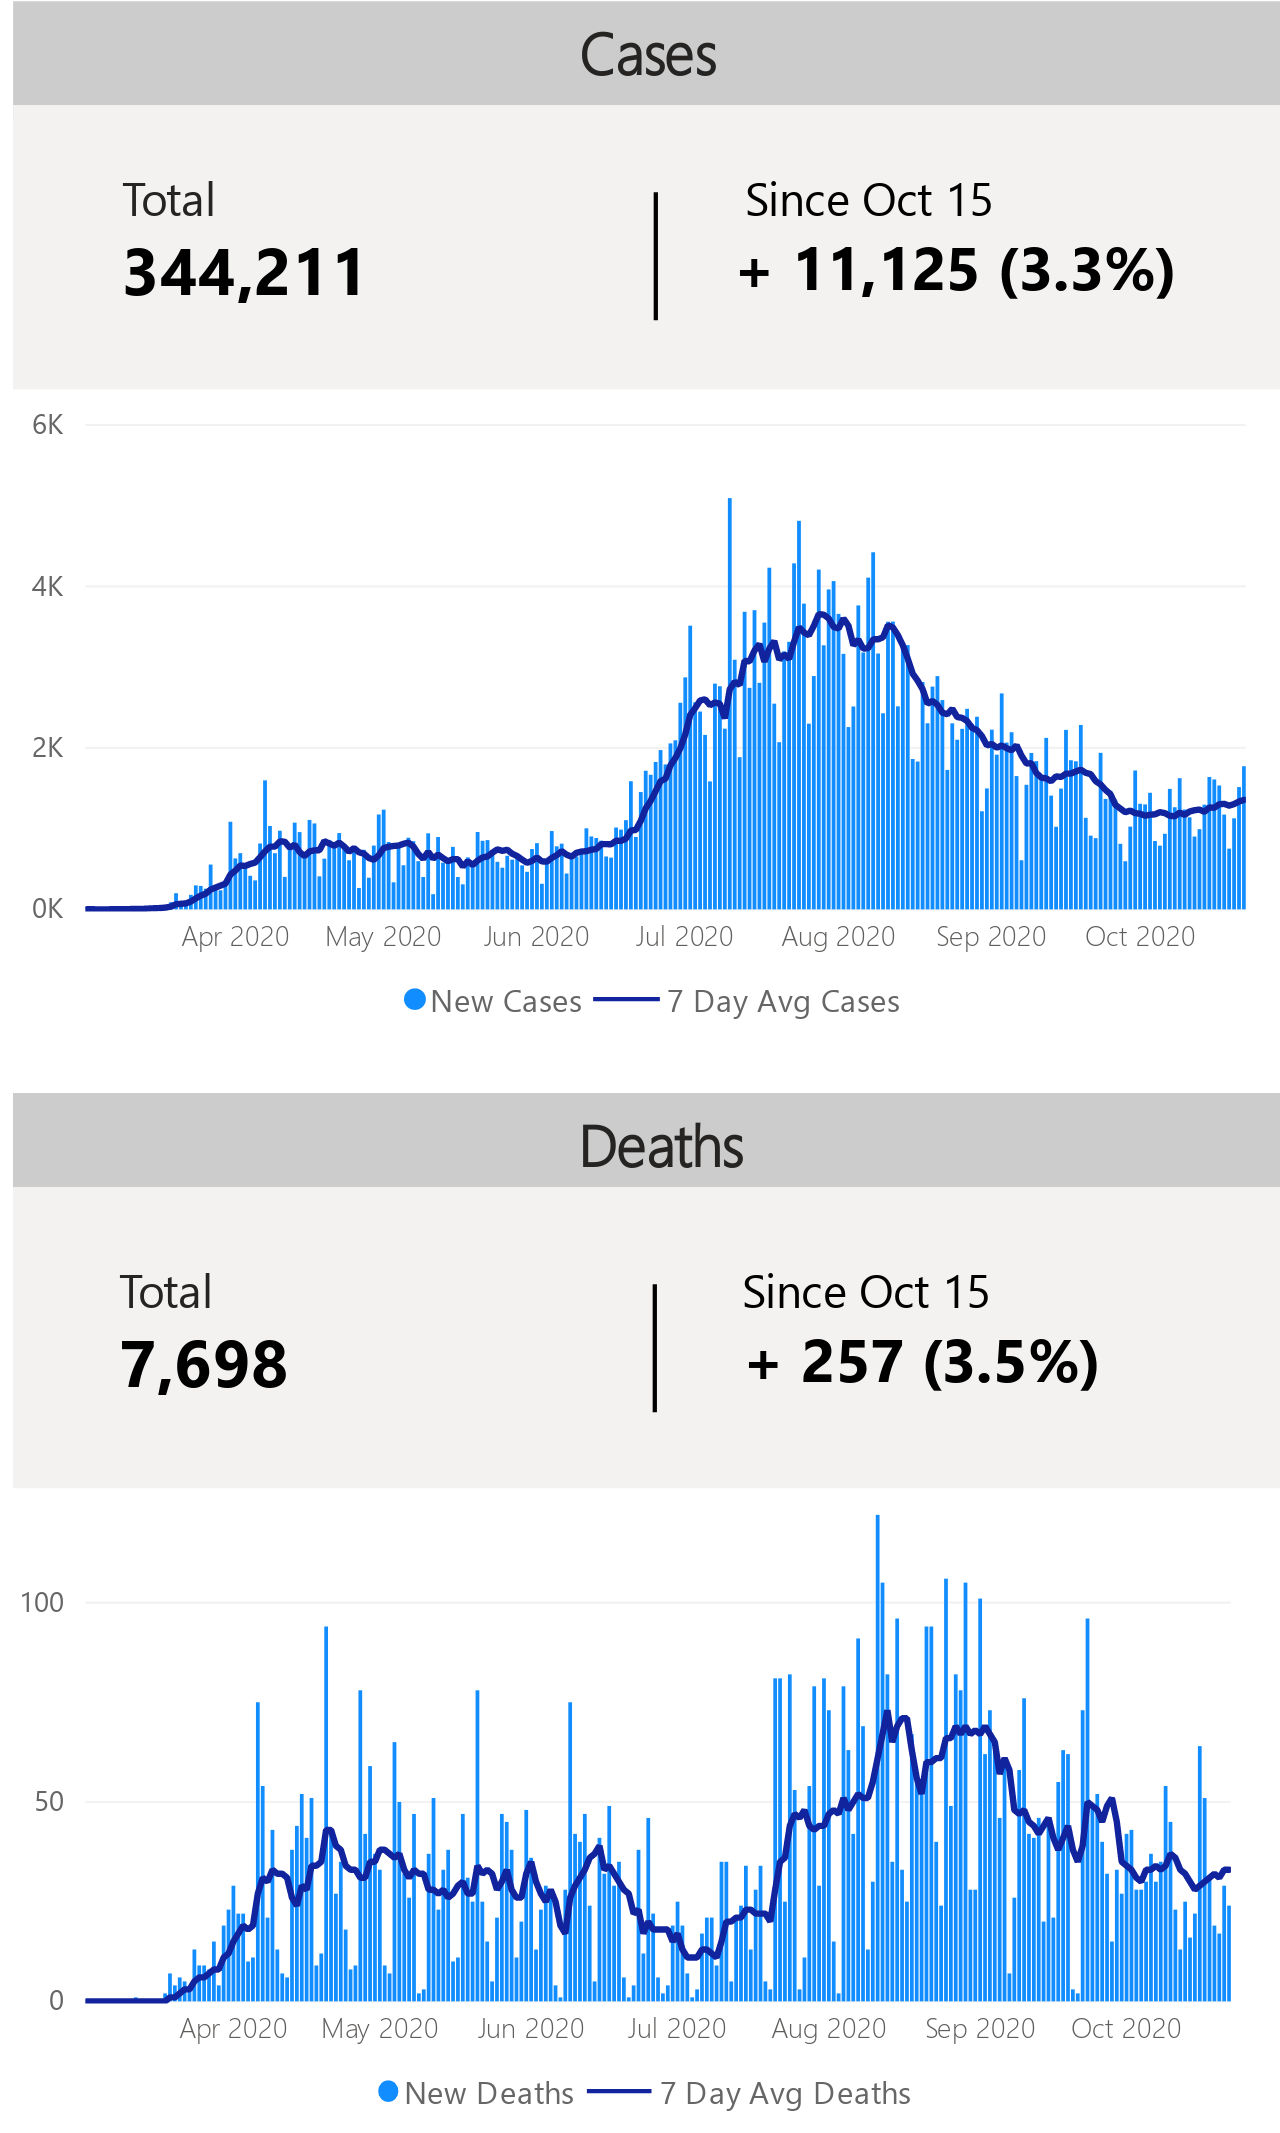 Cases
Total
Since Oct 15
344,211
+ 11,125 (3.3%)
6K
4K
2K
0K
Apr 2020 May 2020 Jun 2020 Jul 2020 Aug 2020 Sep 2020 Oct 2020
New Cases 7 Day Avg Cases
Deaths
Total
Since Oct 15
7,698
+ 257 (3.5%)
100
50
0
Apr 2020 May 2020 Jun 2020 Jul 2020 Aug 2020 Sep 2020 Oct 2020
New Deaths 7 Day Avg Deaths